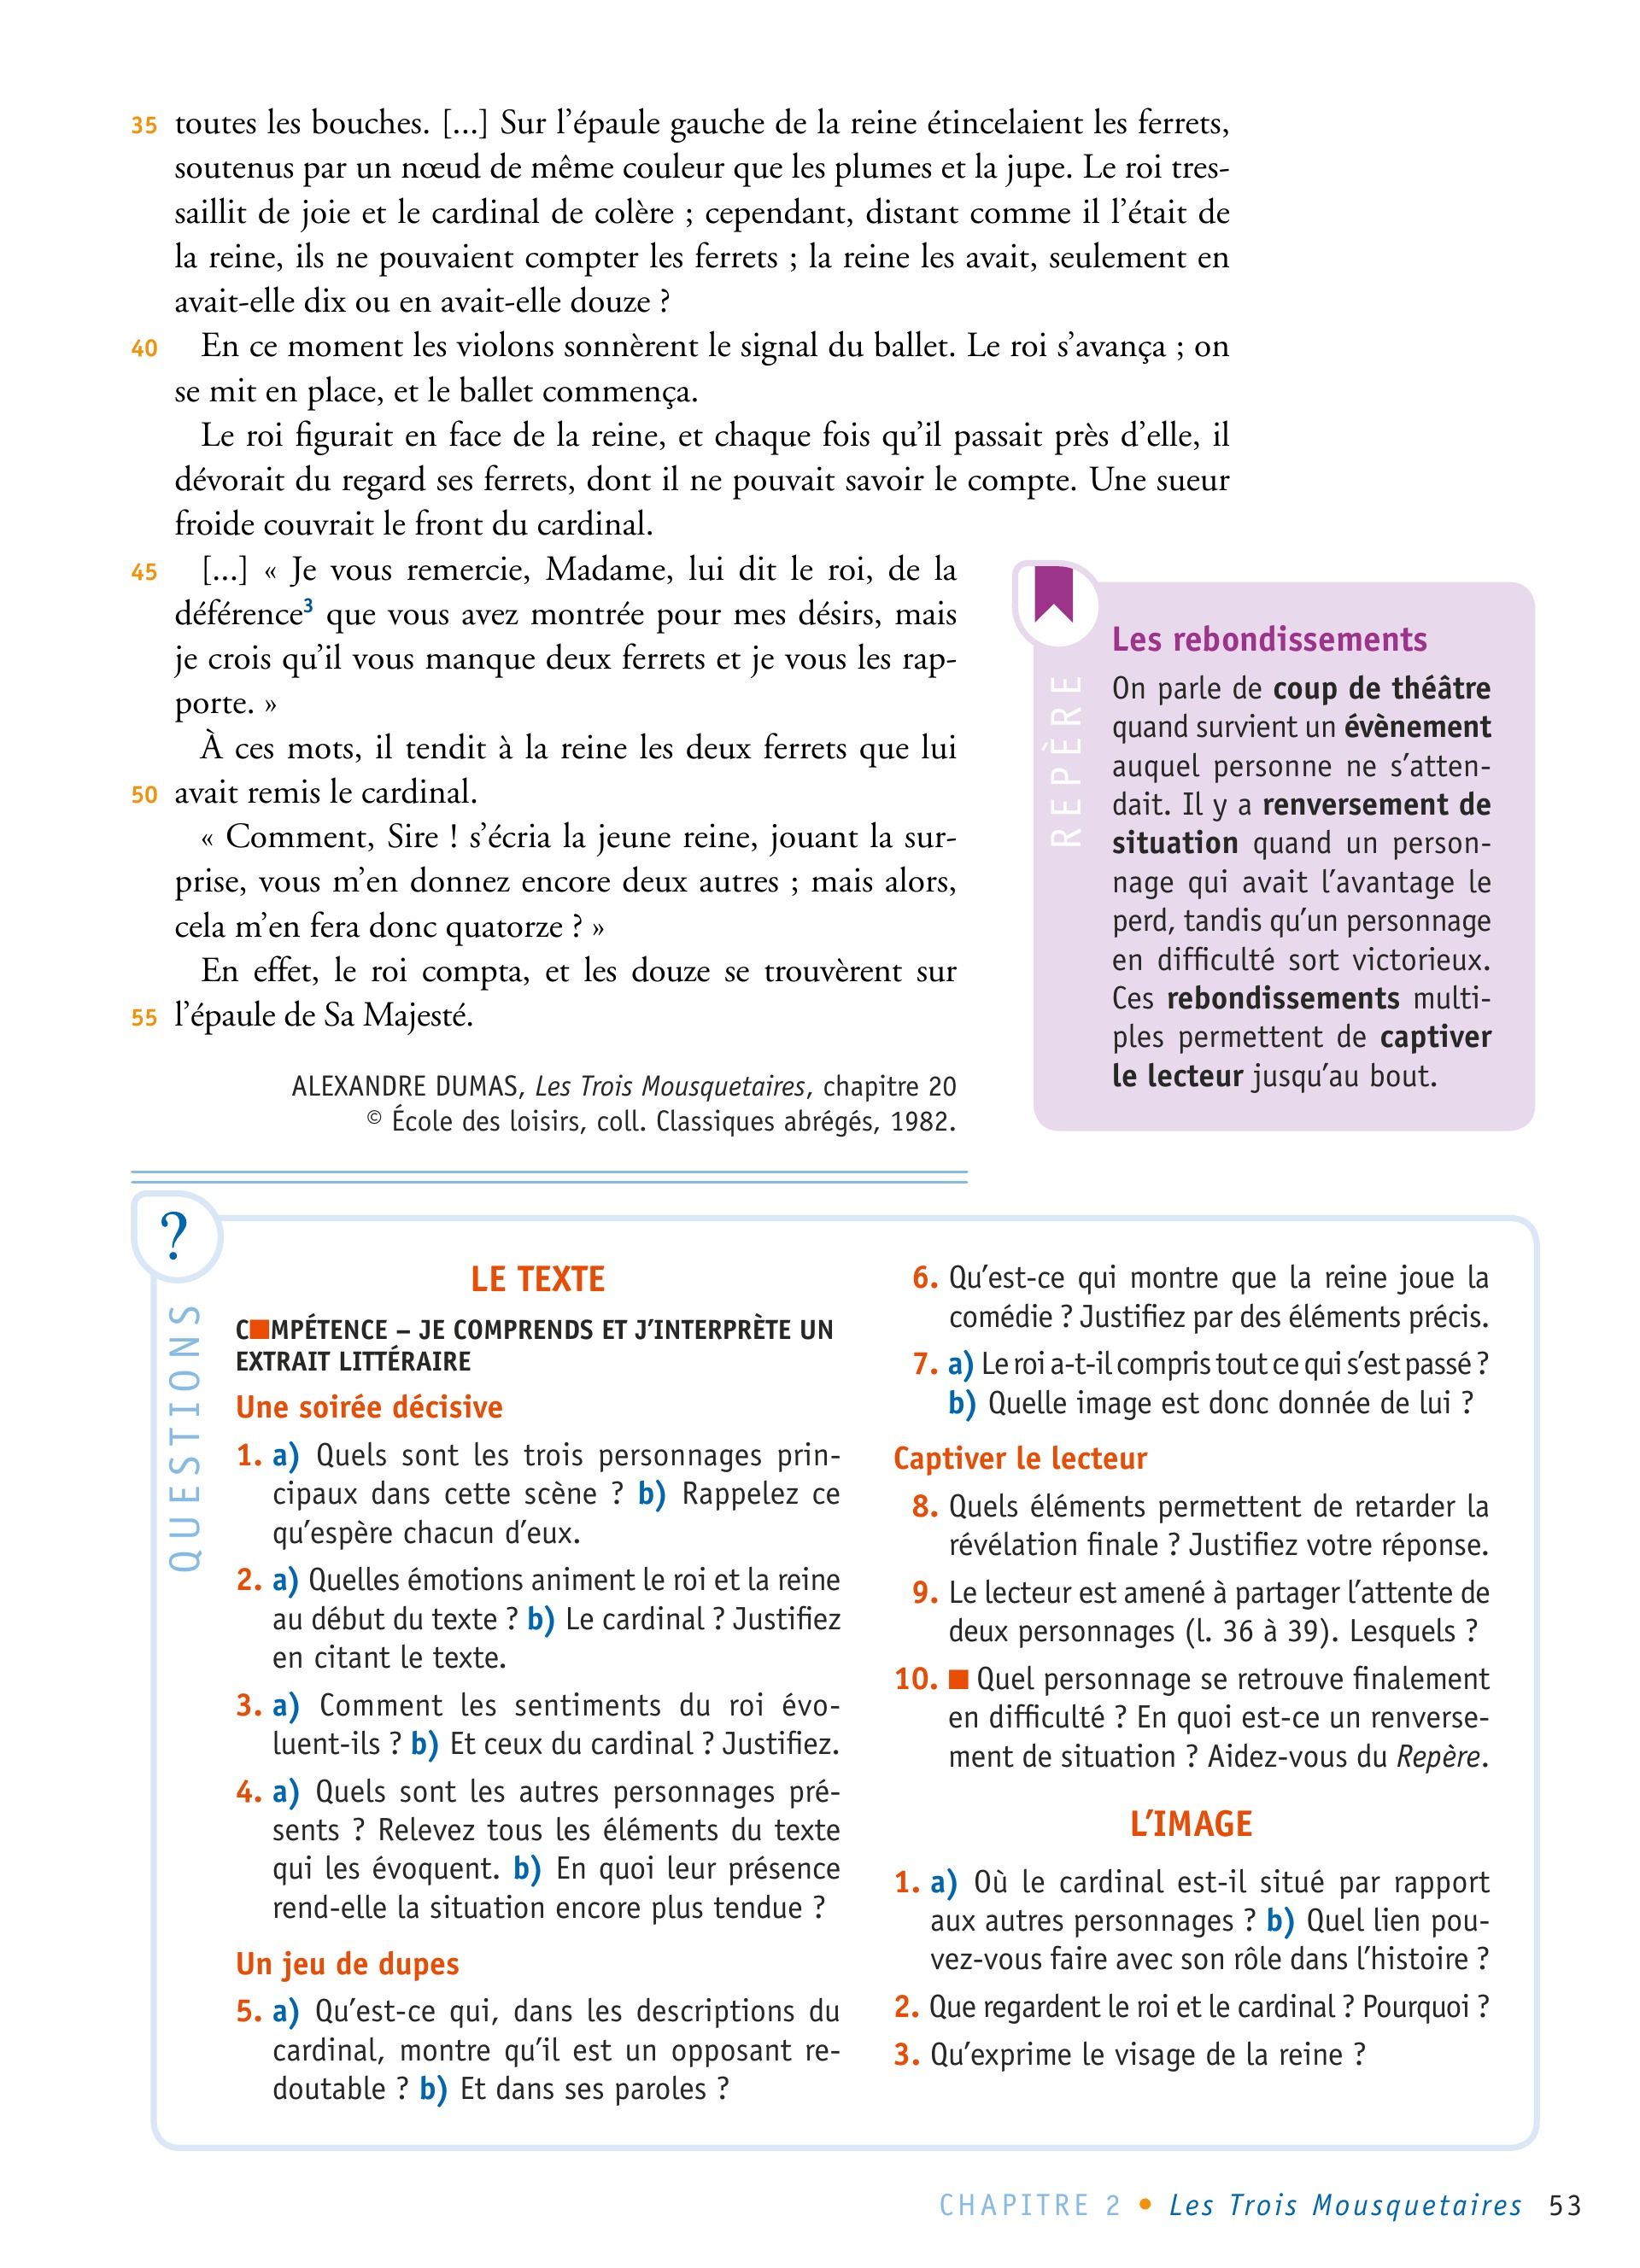 35 toutes les bouches. [...] Sur l’épaule gauche de la reine étincelaient les ferrets,
soutenus par un nœud de même couleur que les plumes et la jupe. Le roi tres-
saillit de joie et le cardinal de colère ; cependant, distant comme il l’était de
la reine, ils ne pouvaient compter les ferrets ; la reine les avait, seulement en
avait-elle dix ou en avait-elle douze ?
40 En ce moment les violons sonnèrent le signal du ballet. Le roi s’avança ; on
se mit en place, et le ballet commença.
Le roi figurait en face de la reine, et chaque fois qu’il passait près d’elle, il
dévorait du regard ses ferrets, dont il ne pouvait savoir le compte. Une sueur
froide couvrait le front du cardinal.
45 [...] « Je vous remercie, Madame, lui dit le roi, de la
déférence3 que vous avez montrée pour mes désirs, mais
je crois qu’il vous manque deux ferrets et je vous les rap-
porte. »
À ces mots, il tendit à la reine les deux ferrets que lui
50 avait remis le cardinal.
« Comment, Sire ! s’écria la jeune reine, jouant la sur-
prise, vous m’en donnez encore deux autres ; mais alors,
cela m’en fera donc quatorze ? »
En effet, le roi compta, et les douze se trouvèrent sur
55 l’épaule de Sa Majesté.
ALEXANDRE DUMAS, Les Trois Mousquetaires, chapitre 20
© École des loisirs, coll. Classiques abrégés, 1982.
REPÈRE
Les rebondissements
On parle de coup de théâtre
quand survient un évènement
auquel personne ne s’atten-
dait. Il y a renversement de
situation quand un person-
nage qui avait l’avantage le
perd, tandis qu’un personnage
en difficulté sort victorieux.
Ces rebondissements multi-
ples permettent de captiver
le lecteur jusqu’au bout.
?
QUESTIONS
LE TEXTE
C■MPÉTENCE – JE COMPRENDS ET J’INTERPRÈTE UN
EXTRAIT LITTÉRAIRE
Une soirée décisive
1. a) Quels sont les trois personnages prin-
cipaux dans cette scène ? b) Rappelez ce
qu’espère chacun d’eux.
2. a) Quelles émotions animent le roi et la reine
au début du texte ? b) Le cardinal ? Justifiez
en citant le texte.
3. a) Comment les sentiments du roi évo-
luent-ils ? b) Et ceux du cardinal ? Justifiez.
4. a) Quels sont les autres personnages pré-
sents ? Relevez tous les éléments du texte
qui les évoquent. b) En quoi leur présence
rend-elle la situation encore plus tendue ?
Un jeu de dupes
5. a) Qu’est-ce qui, dans les descriptions du
cardinal, montre qu’il est un opposant re-
doutable ? b) Et dans ses paroles ?
6. Qu’est-ce qui montre que la reine joue la
comédie ? Justifiez par des éléments précis.
7. a) Le roi a-t-il compris tout ce qui s’est passé ?
b) Quelle image est donc donnée de lui ?
Captiver le lecteur
8. Quels éléments permettent de retarder la
révélation finale ? Justifiez votre réponse.
9. Le lecteur est amené à partager l’attente de
deux personnages (l. 36 à 39). Lesquels ?
10. ■ Quel personnage se retrouve finalement
en difficulté ? En quoi est-ce un renverse-
ment de situation ? Aidez-vous du Repère.
L’IMAGE
1. a) Où le cardinal est-il situé par rapport
aux autres personnages ? b) Quel lien pou-
vez-vous faire avec son rôle dans l’histoire ?
2. Que regardent le roi et le cardinal ? Pourquoi ?
3. Qu’exprime le visage de la reine ?
CHAPITRE 2 • Les Trois Mousquetaires 53